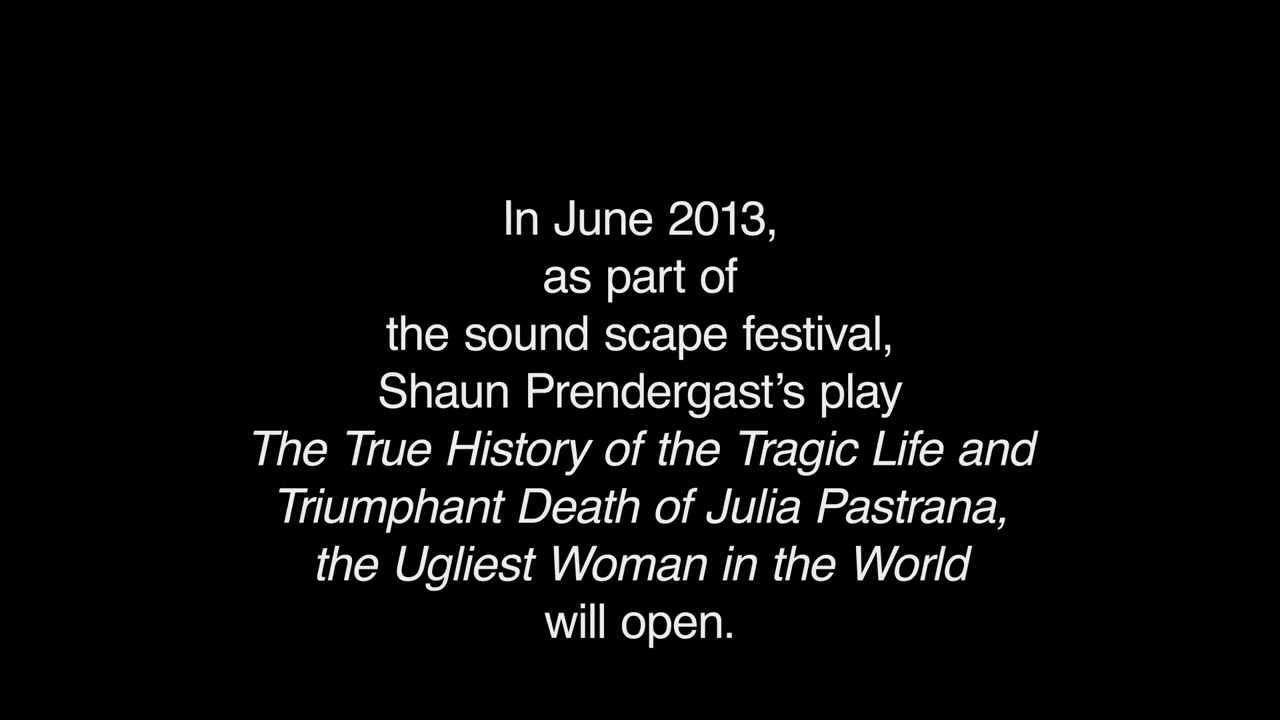 In June 2013,
as part of
the sound scape festival,
Shaun Prendergast’s play
The True History of the Tragic Life and
Triumphant Death of Julia Pastrana,
the Ugliest Woman in the World
will open.